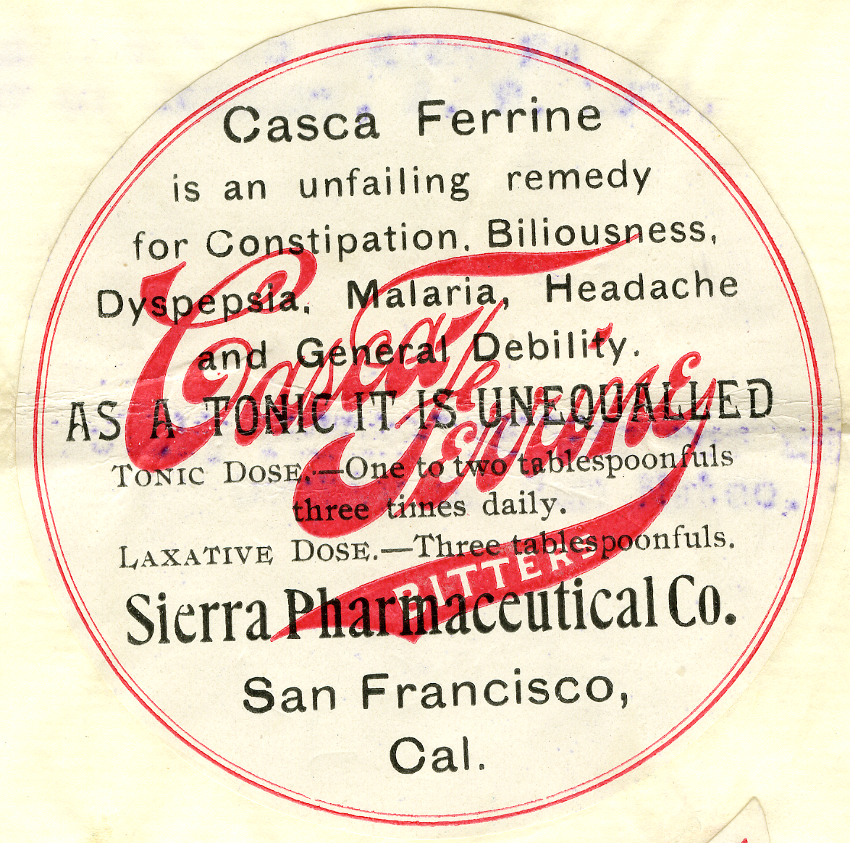 Casca Ferrine
is an unfailing remedy
for Constipation, Biliousness,
Dyspepsia, Malaria, Headache
and General Debility.
AS A TONIC IT IS UNEQUALLED
TONIC DOSE.—One to two tablespoonfuls
three times daily.
LAXATIVE DOSE.—Three tablespoonfuls.
Sierra Pharmaceutical Co.
San Francisco,
Cal.
Casca
Ferrine
BITTERS